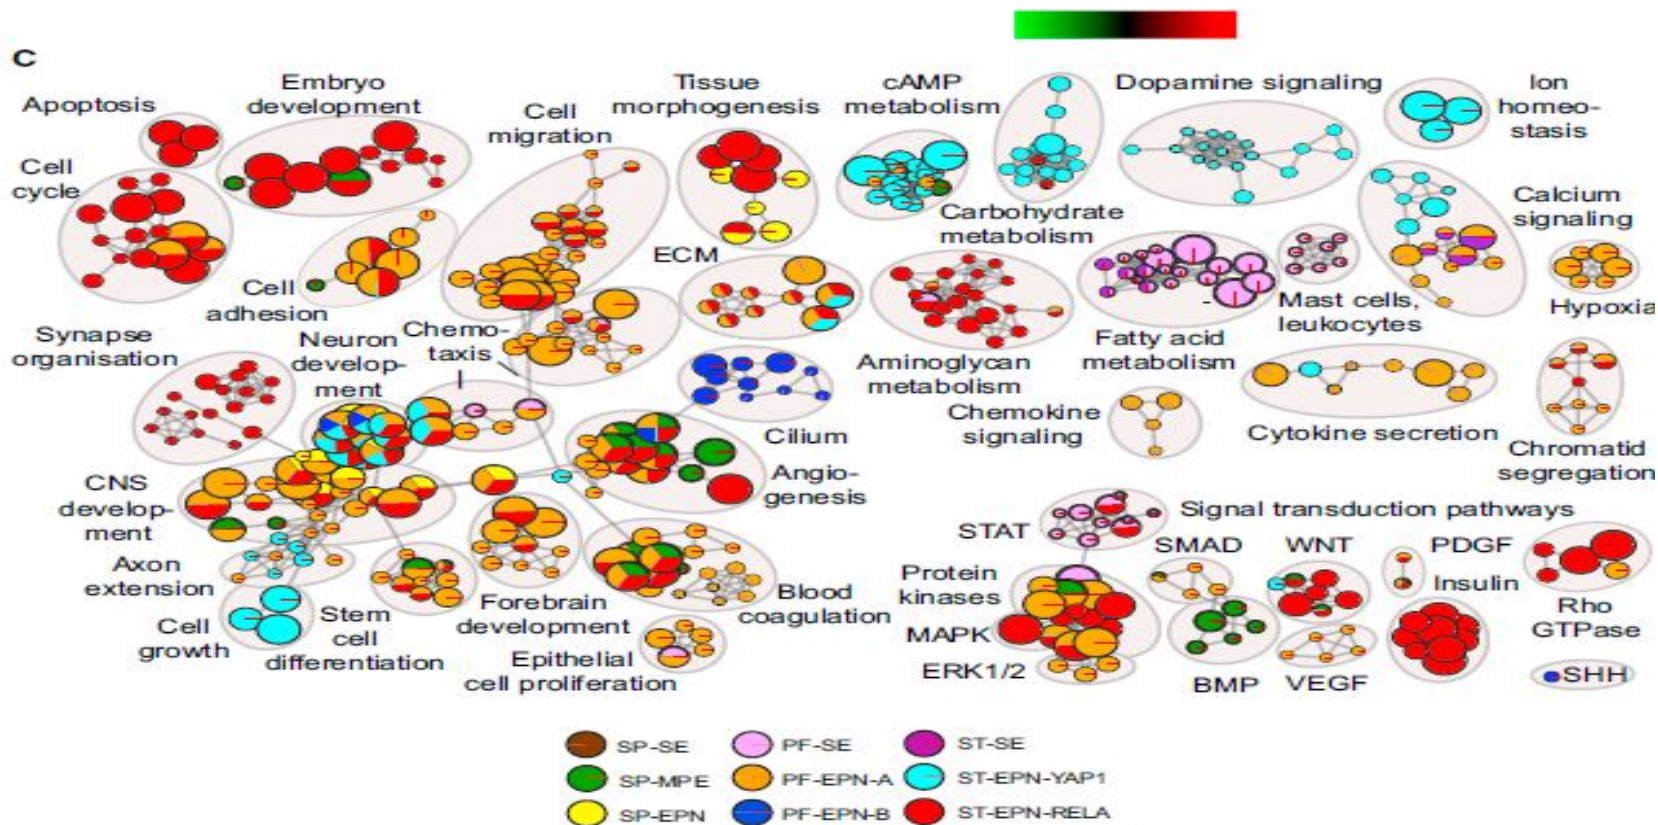 C
Apoptosis
Embryo
development
Cell
migration
Tissue
morphogenesis
cAMP
metabolism
Dopamine signaling
Ion
homeo-
stasis
Cell
cycle
Carbohydrate
metabolism
Calcium
signaling
Cell
adhesion
ECM
Mast cells,
leukocytes
Hypoxia
Synapse
organisation
Neuron
develop-
ment
Chemo-
taxis
Aminoglycan
metabolism
Fatty acid
metabolism
Chemokine
signaling
Cytokine secretion
Chromatid
segregation
Cilium
Angio-
genesis
CNS
develop-
ment
Axon
extension
Cell
growth
Stem
cell
differentiation
Forebrain
development
Epithelial
cell proliferation
Blood
coagulation
Signal transduction pathways
STAT
SMAD
WNT
PDGF
Insulin
Protein
kinases
MAPK
ERK1/2
BMP
VEGF
Rho
GTPase
SHH
SP-SE
PF-SE
ST-SE
SP-MPE
PF-EPN-A
ST-EPN-YAP1
SP-EPN
PF-EPN-B
ST-EPN-RELA